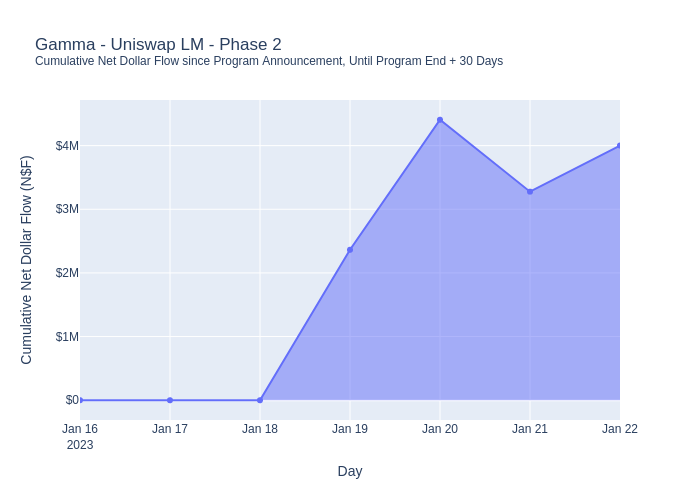 Gamma - Uniswap LM - Phase 2
Cumulative Net Dollar Flow since Program Announcement, Until Program End + 30 Days
Cumulative Net Dollar Flow (N$F)
$4M
$3M
$2M
$1M
$0
Jan 16
2023
Jan 17
Jan 18
Jan 19
Jan 20
Jan 21
Jan 22
Day